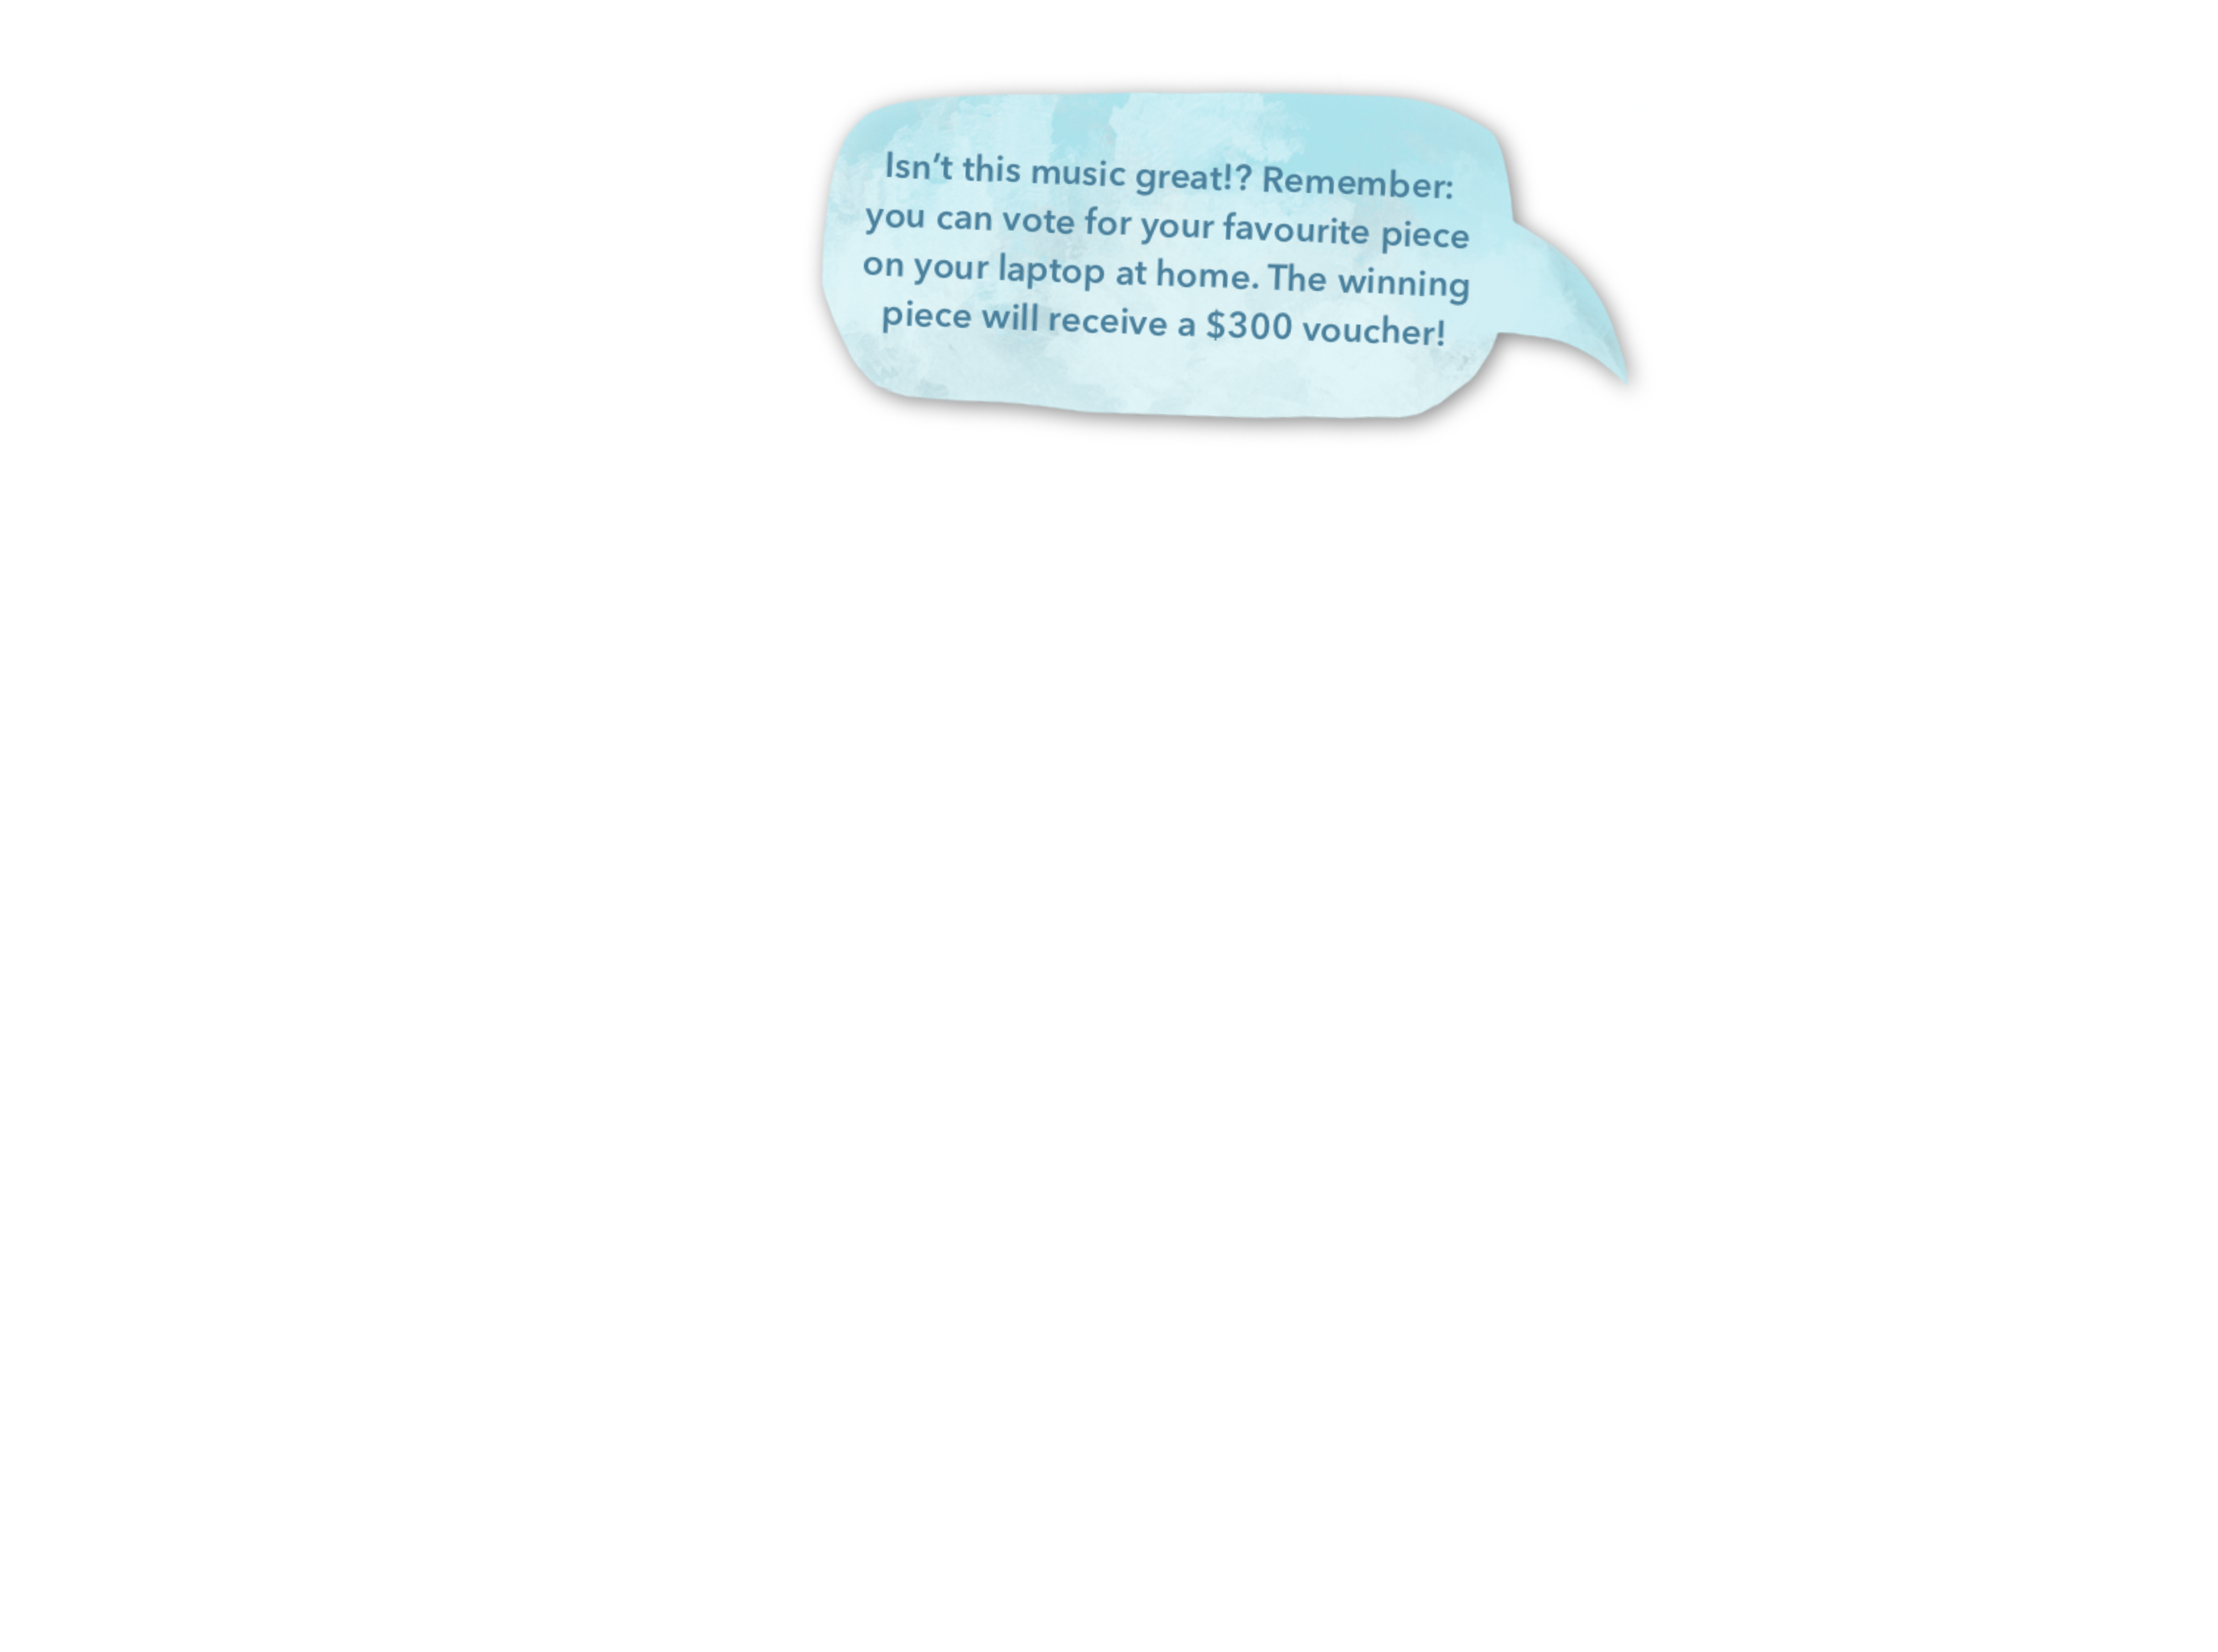 Isn’t this music great!? Remember:
you can vote for your favourite piece
on your laptop at home. The winning
piece will receive a $300 voucher!